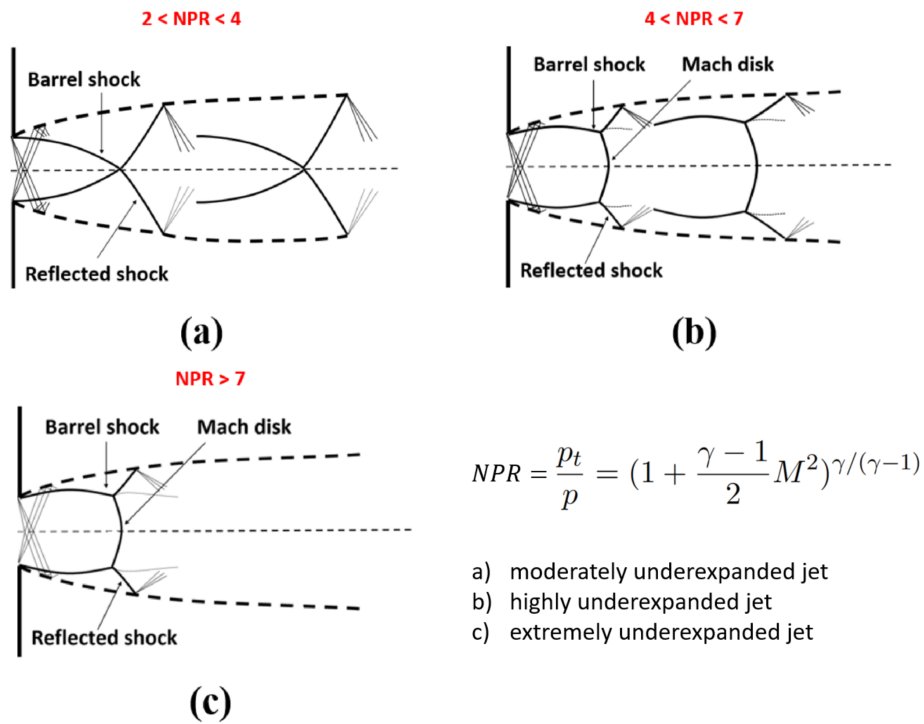 2 < NPR < 4
Barrel shock
Reflected shock
(a)
4 < NPR < 7
Barrel shock Mach disk
Reflected shock
(b)
NPR > 7
Barrel shock Mach disk
Reflected shock
(c)
NPR = p_t/p = (1 + (γ − 1)/2 M²)^{γ/(γ−1)}
a) moderately underexpanded jet
b) highly underexpanded jet
c) extremely underexpanded jet